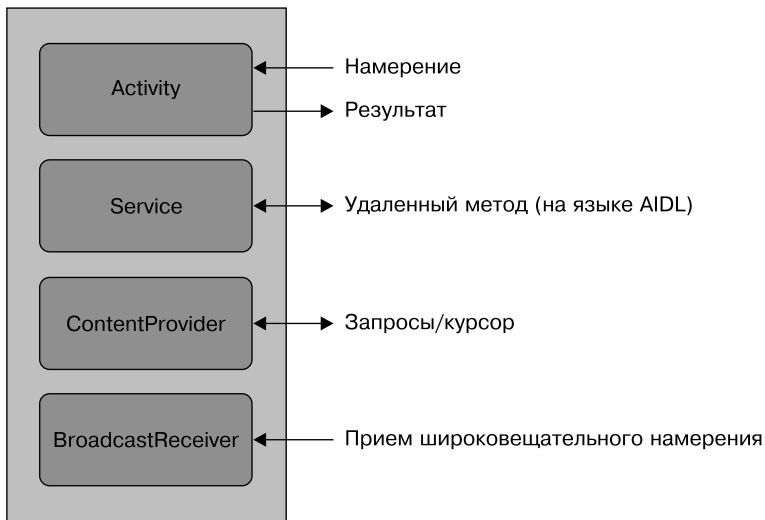 Activity
Намерение
Результат
Service
Удаленный метод (на языке AIDL)
ContentProvider
Запросы/курсор
BroadcastReceiver
Прием широковещательного намерения